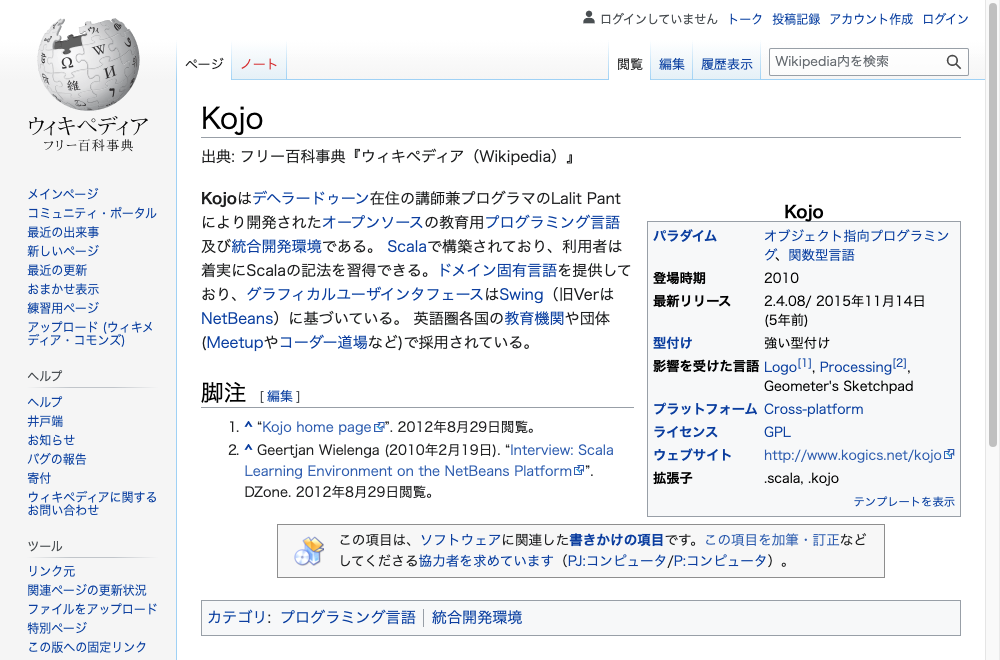 ログインしていません トーク 投稿記録 アカウント作成 ログイン
ページ ノート 閲覧 編集 履歴表示 Wikipedia内を検索
ウィキペディア
フリー百科事典
メインページ
コミュニティ・ポータル
最近の出来事
新しいページ
最近の更新
おまかせ表示
練習用ページ
アップロード (ウィキメ
ディア・コモンズ)
ヘルプ
ヘルプ
井戸端
お知らせ
バグの報告
寄付
ウィキペディアに関する
お問い合わせ
ツール
リンク元
関連ページの更新状況
ファイルをアップロード
特別ページ
この版への固定リンク
Kojo
出典: フリー百科事典『ウィキペディア（Wikipedia）』
Kojoはデヘラードゥーン在住の講師兼プログラマのLalit Pant
により開発されたオープンソースの教育用プログラミング言語
及び統合開発環境である。 Scalaで構築されており、利用者は
着実にScalaの記法を習得できる。ドメイン固有言語を提供して
おり、グラフィカルユーザインタフェースはSwing（旧Verは
NetBeans）に基づいている。 英語圏各国の教育機関や団体
(Meetupやコーダー道場など)で採用されている。
Kojo
パラダイム オブジェクト指向プログラミン
グ、関数型言語
登場時期 2010
最新リリース 2.4.08/ 2015年11月14日
(5年前)
型付け 強い型付け
影響を受けた言語 Logo[1], Processing[2],
Geometer's Sketchpad
プラットフォーム Cross-platform
ライセンス GPL
ウェブサイト http://www.kogics.net/kojo
拡張子 .scala, .kojo
テンプレートを表示
脚注 [ 編集 ]
1. ^ “Kojo home page”. 2012年8月29日閲覧。
2. ^ Geertjan Wielenga (2010年2月19日). “Interview: Scala
Learning Environment on the NetBeans Platform”.
DZone. 2012年8月29日閲覧。
この項目は、ソフトウェアに関連した書きかけの項目です。この項目を加筆・訂正など
してくださる協力者を求めています（PJ:コンピュータ/P:コンピュータ）。
カテゴリ: プログラミング言語 統合開発環境